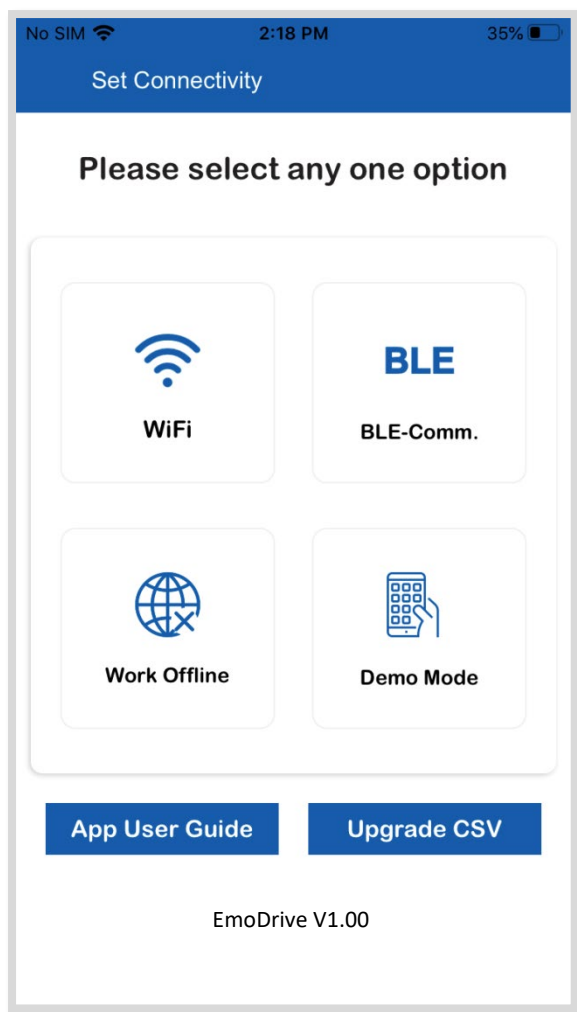 No SIM 2:18 PM 35%
Set Connectivity
Please select any one option
WiFi
BLE
BLE-Comm.
Work Offline
Demo Mode
App User Guide
Upgrade CSV
EmoDrive V1.00